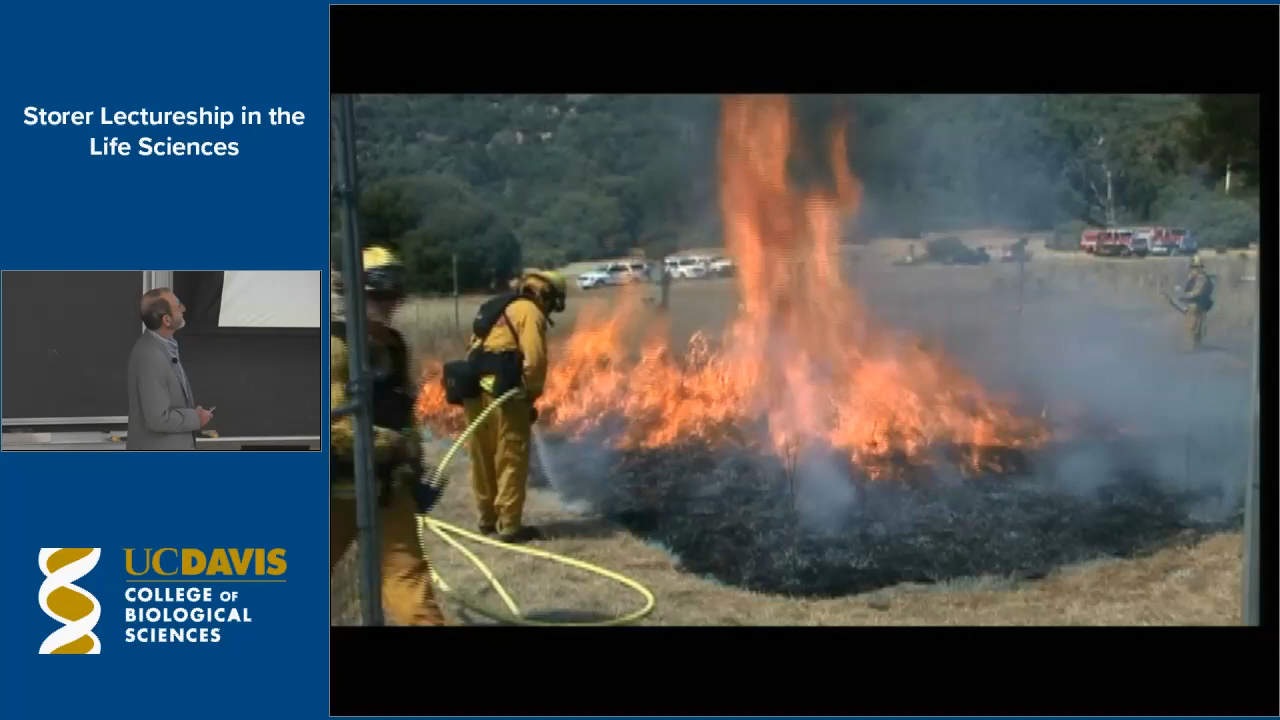 Storer Lectureship in the
Life Sciences
UCDAVIS
COLLEGE OF
BIOLOGICAL
SCIENCES